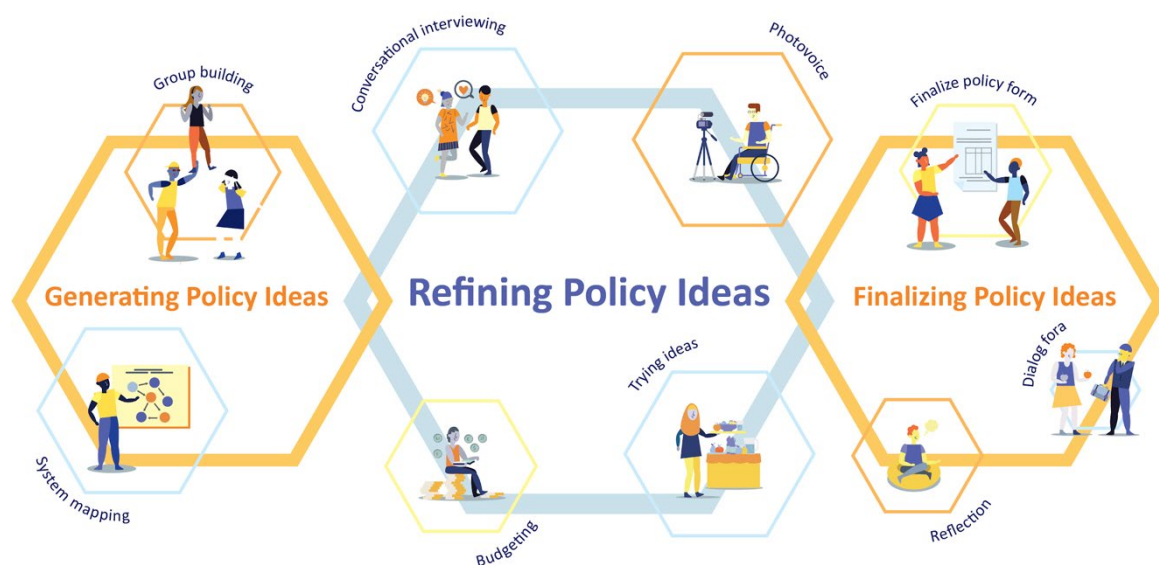 Group building
Generating Policy Ideas
System mapping
Conversational interviewing
Photovoice
Refining Policy Ideas
Budgeting
Trying ideas
Finalize policy form
Finalizing Policy Ideas
Dialog fora
Reflection